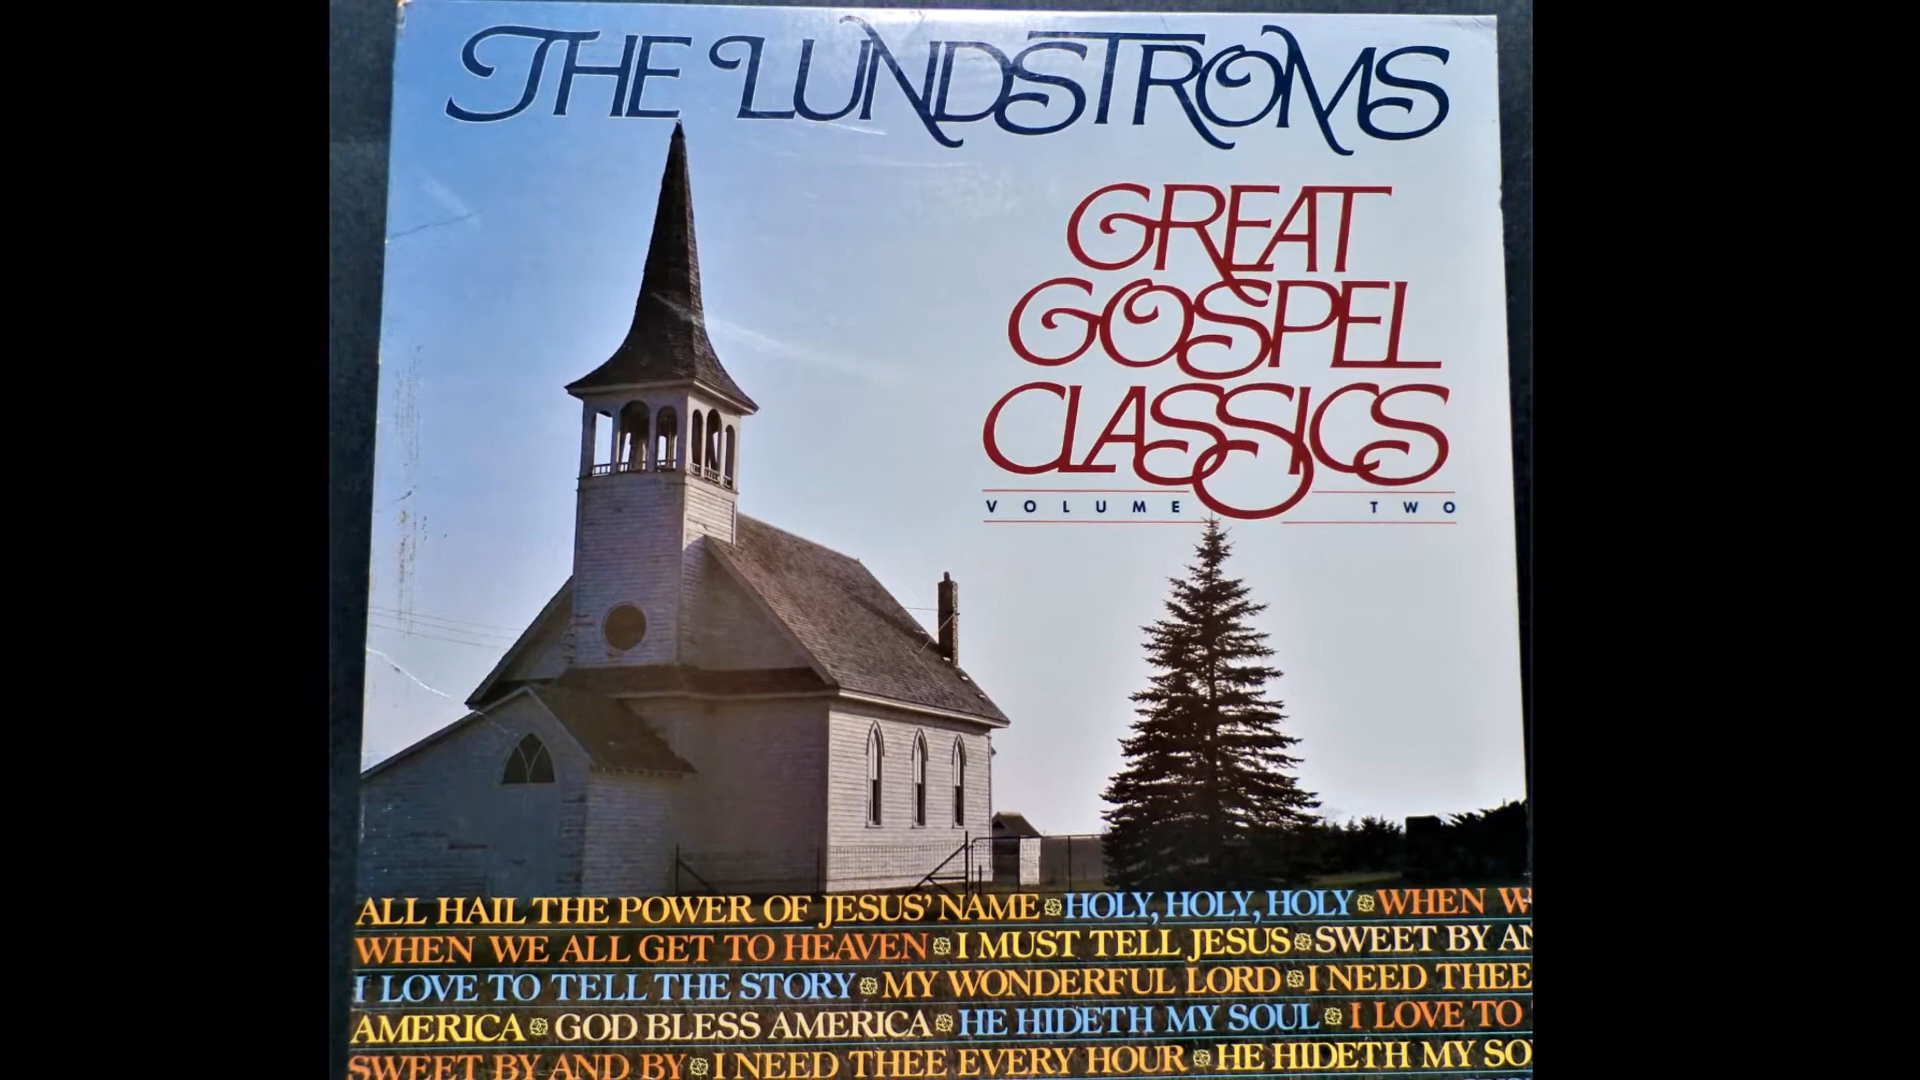 THE LUNDSTROMS
GREAT
GOSPEL
CLASSICS
VOLUME TWO
ALL HAIL THE POWER OF JESUS' NAME HOLY, HOLY, HOLY WHEN
WHEN WE ALL GET TO HEAVEN I MUST TELL JESUS SWEET BY
I LOVE TO TELL THE STORY MY WONDERFUL LORD I NEED THEE
AMERICA GOD BLESS AMERICA HE HIDETH MY SOUL I LOVE TO
SWEET BY AND BY I NEED THEE EVERY HOUR HE HIDETH MY